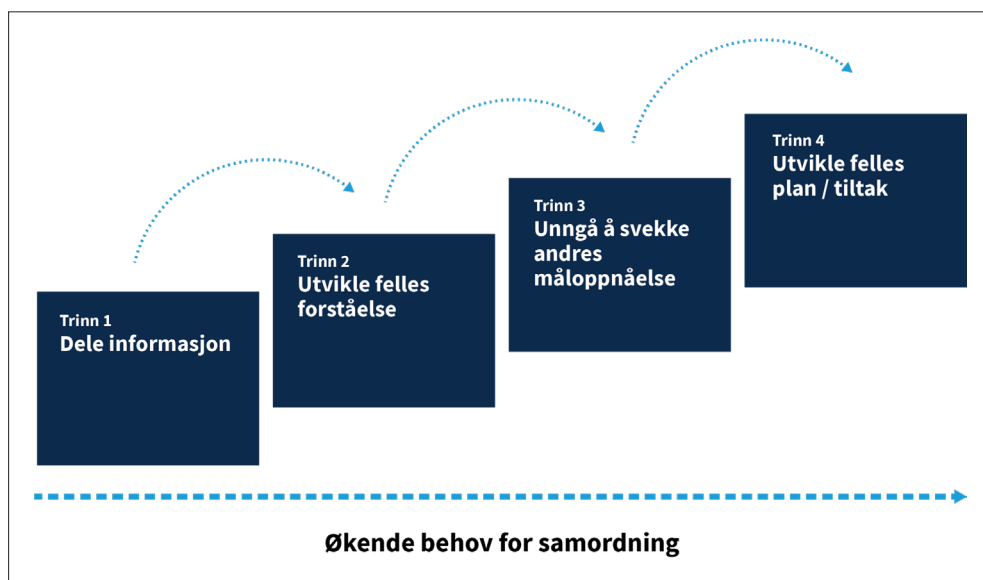 Trinn 1
Dele informasjon
Trinn 2
Utvikle felles
forståelse
Trinn 3
Unngå å svekke
andres
måloppnåelse
Trinn 4
Utvikle felles
plan / tiltak
Økende behov for samordning